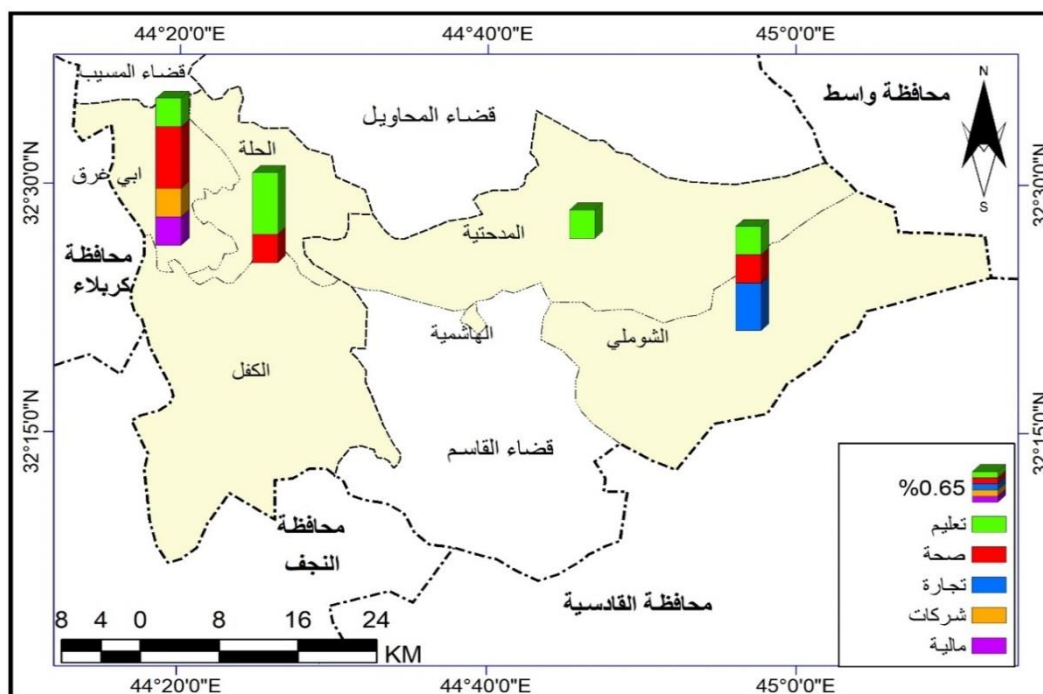 44°20'0"E
44°40'0"E
45°0'0"E
قضاء المسيب
محافظة واسط
N
قضاء المحاويل
الحلة
ابي غرق
32°30'0"N
32°30'0"N
S
المدحتية
محافظة
كربلاء
الهاشمية
الشوملي
الكفل
32°15'0"N
32°15'0"N
قضاء القاسم
%0.65
تعليم
صحة
تجارة
شركات
مالية
محافظة
النجف
محافظة القادسية
8 4 0 8 16 24
KM
44°20'0"E
44°40'0"E
45°0'0"E